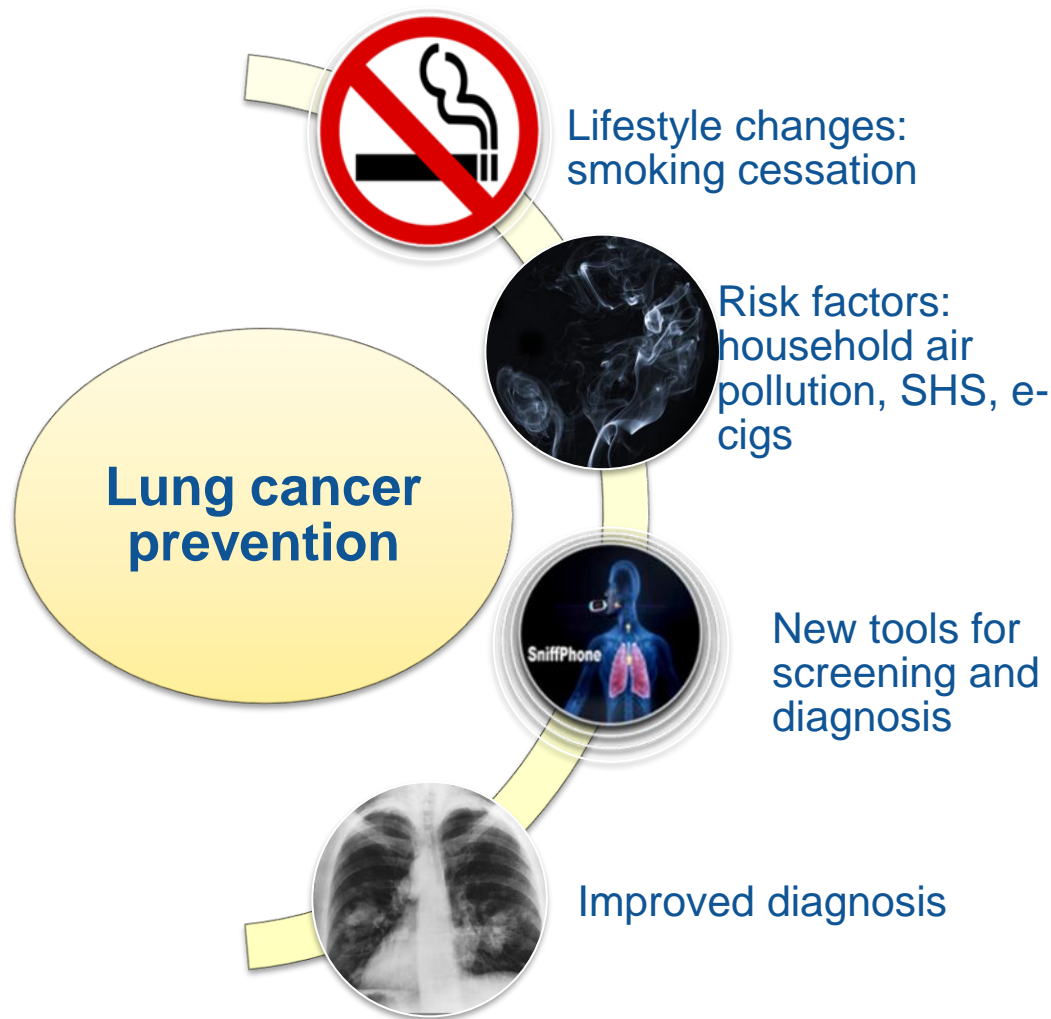 Lifestyle changes:
smoking cessation
Risk factors:
household air
pollution, SHS, e-
cigs
Lung cancer
prevention
SniffPhone
New tools for
screening and
diagnosis
Improved diagnosis